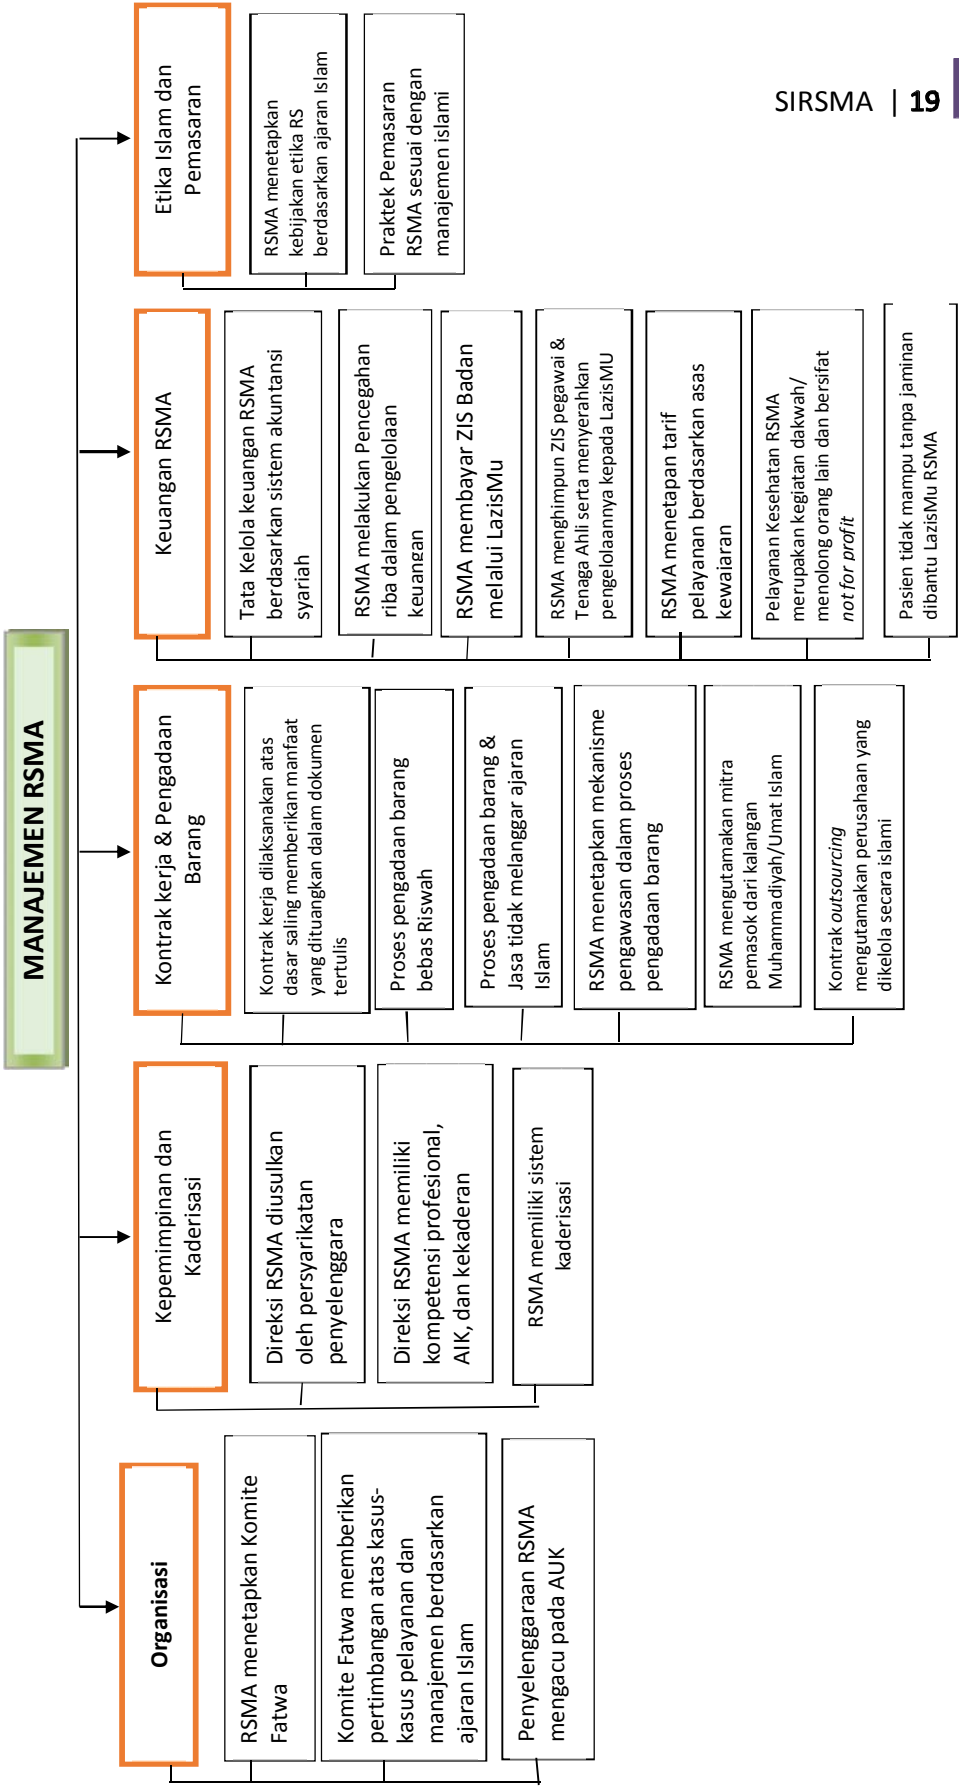 SIRSMA | 19
MANAJEMEN RSMA
Organisasi
RSMA menetapkan Komite
Fatwa
Komite Fatwa memberikan
pertimbangan atas kasus-
kasus pelayanan dan
manajemen berdasarkan
ajaran Islam
Penyelenggaraan RSMA
mengacu pada AUK
Kepemimpinan dan
Kaderisasi
Direksi RSMA diusulkan
oleh persyarikatan
penyelenggara
Direksi RSMA memiliki
kompetensi profesional,
AIK, dan kekaderan
RSMA memiliki sistem
kaderisasi
Kontrak kerja & Pengadaan
Barang
Kontrak kerja dilaksanakan atas
dasar saling memberikan manfaat
yang dituangkan dalam dokumen
tertulis
Proses pengadaan barang
bebas Riswah
Proses pengadaan barang &
Jasa tidak melanggar ajaran
Islam
RSMA menetapkan mekanisme
pengawasan dalam proses
pengadaan barang
RSMA mengutamakan mitra
pemasok dari kalangan
Muhammadiyah/Umat Islam
Kontrak outsourcing
mengutamakan perusahaan yang
dikelola secara islami
Keuangan RSMA
Tata Kelola keuangan RSMA
berdasarkan sistem akuntansi
syariah
RSMA melakukan Pencegahan
riba dalam pengelolaan
keuangan
RSMA membayar ZIS Badan
melalui LazisMu
RSMA menghimpun ZIS pegawai &
Tenaga Ahli serta menyerahkan
pengelolaannya kepada LazisMU
RSMA menetapan tarif
pelayanan berdasarkan asas
kewajaran
Pelayanan Kesehatan RSMA
merupakan kegiatan dakwah/
menolong orang lain dan bersifat
not for profit
Pasien tidak mampu tanpa jaminan
dibantu LazisMu RSMA
Etika Islam dan
Pemasaran
RSMA menetapkan
kebijakan etika RS
berdasarkan ajaran Islam
Praktek Pemasaran
RSMA sesuai dengan
manajemen islami